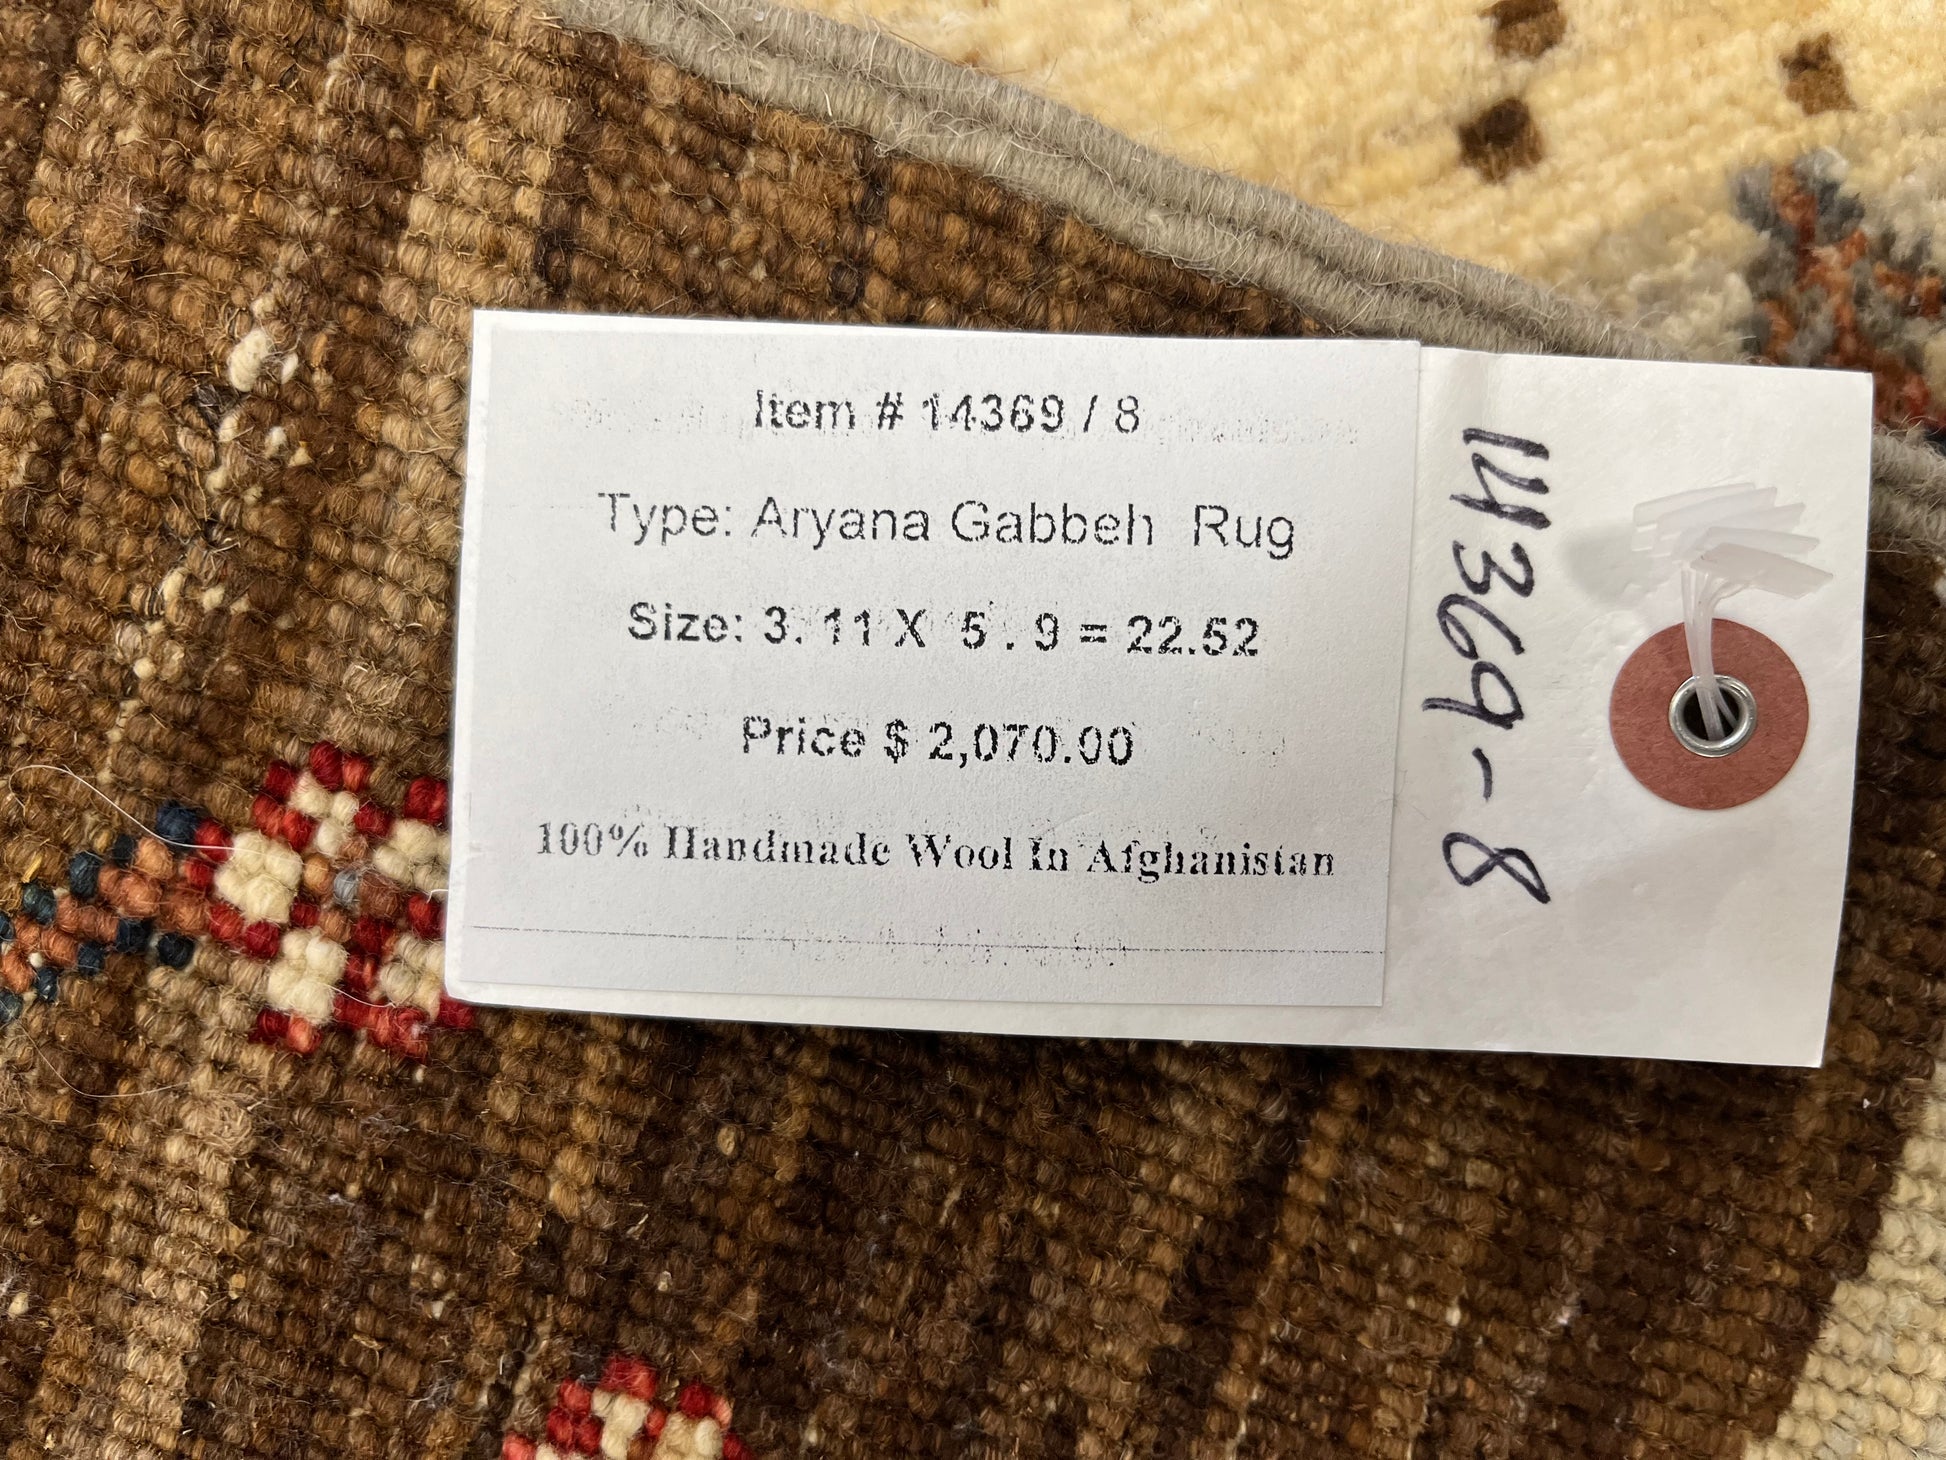 Item # 14369 / 8
Type: Aryana Gabbeh Rug
Size: 3. 11 X 5 . 9 = 22.52
Price $ 2,070.00
100% Handmade Wool In Afghanistan
14369-8